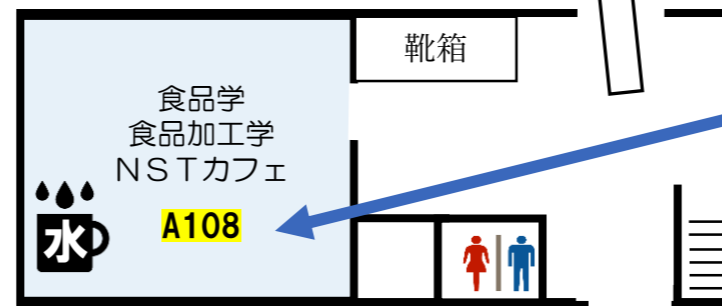 靴箱
食品学
食品加工学
ＮＳＴカフェ
A108
水